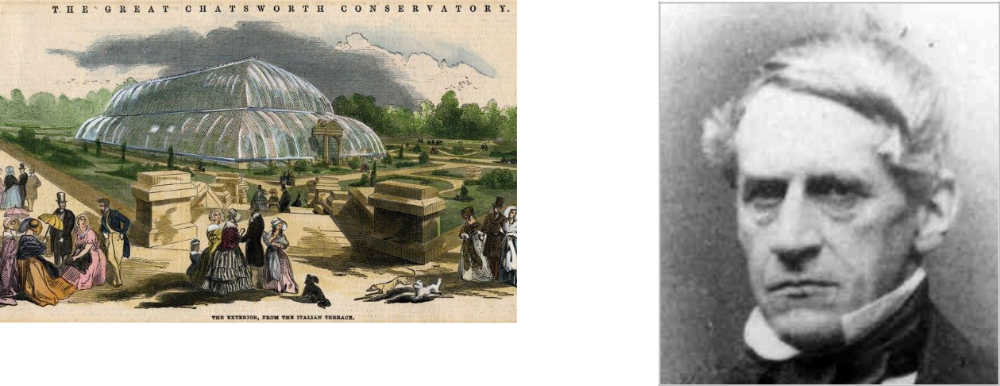 THE GREAT CHATSWORTH CONSERVATORY.
THE EXTERIOR, FROM THE ITALIAN TERRACE.